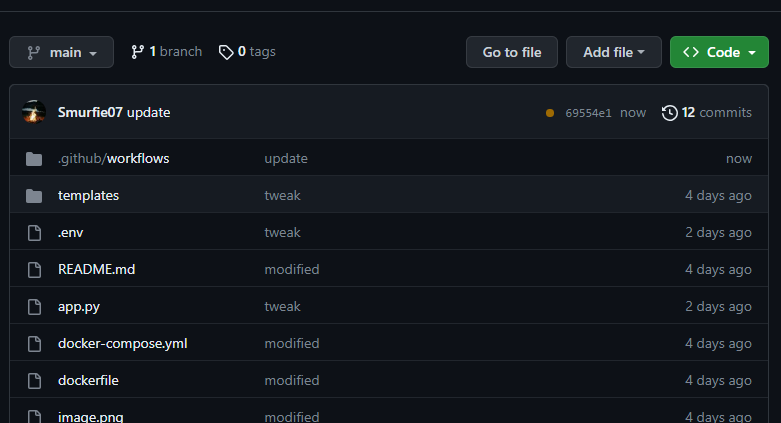 main 1 branch 0 tags Go to file Add file Code
Smurfie07 update 69554e1 now 12 commits
.github/workflows update now
templates tweak 4 days ago
.env tweak 2 days ago
README.md modified 4 days ago
app.py tweak 2 days ago
docker-compose.yml modified 4 days ago
dockerfile modified 4 days ago
image.png modified 4 days ago